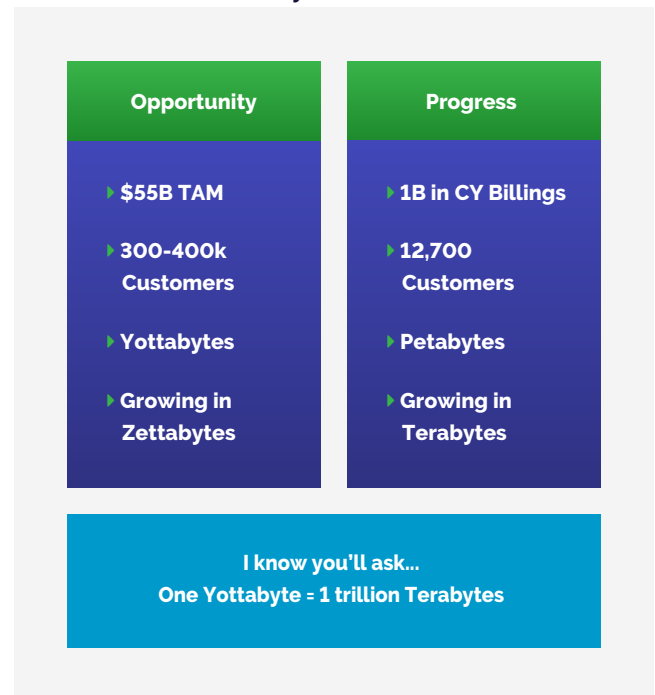 Opportunity
$55B TAM
300-400k
Customers
Yottabytes
Growing in
Zettabytes
Progress
1B in CY Billings
12,700
Customers
Petabytes
Growing in
Terabytes
I know you'll ask...
One Yottabyte = 1 trillion Terabytes